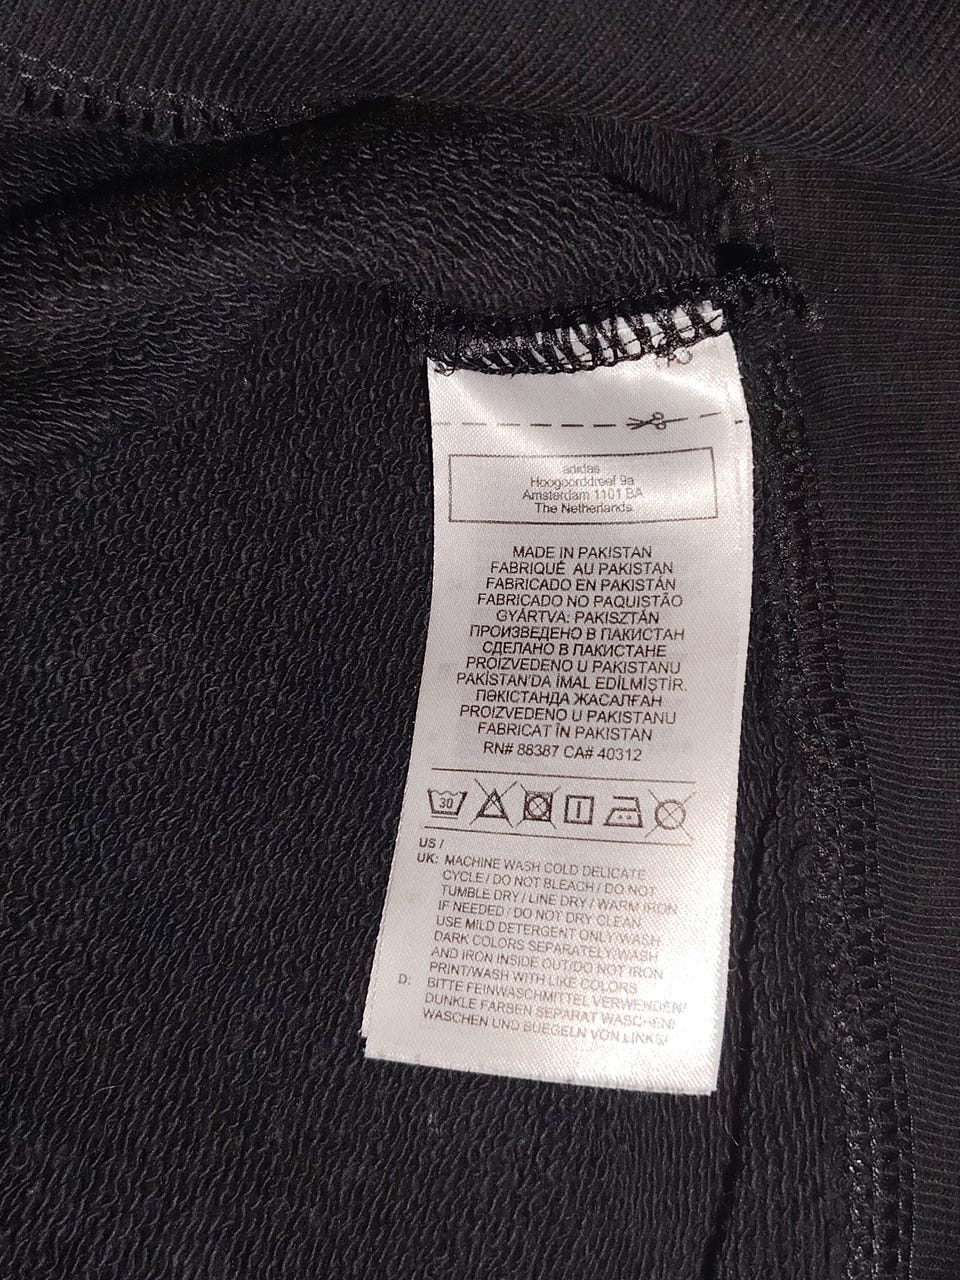 adidas
Hoogoorddreef 9a
Amsterdam 1101 BA
The Netherlands
MADE IN PAKISTAN
FABRIQUÉ AU PAKISTAN
FABRICADO EN PAKISTÁN
FABRICADO NO PAQUISTÃO
GYÁRTVA: PAKISZTÁN
ПРОИЗВЕДЕНО В ПАКИСТАН
СДЕЛАНО В ПАКИСТАНЕ
PROIZVEDENO U PAKISTANU
PAKİSTAN'DA İMAL EDİLMİŞTİR.
ПӘКІСТАНДА ЖАСАЛҒАН
PROIZVEDENO U PAKISTANU
FABRICAT ÎN PAKISTAN
RN# 88387 CA# 40312
30
US /
UK: MACHINE WASH COLD DELICATE
CYCLE / DO NOT BLEACH / DO NOT
TUMBLE DRY / LINE DRY / WARM IRON
IF NEEDED / DO NOT DRY CLEAN
USE MILD DETERGENT ONLY/WASH
DARK COLORS SEPARATELY/WASH
AND IRON INSIDE OUT/DO NOT IRON
PRINT/WASH WITH LIKE COLORS
D: BITTE FEINWASCHMITTEL VERWENDEN/
DUNKLE FARBEN SEPARAT WASCHEN/
WASCHEN UND BUEGELN VON LINKS/